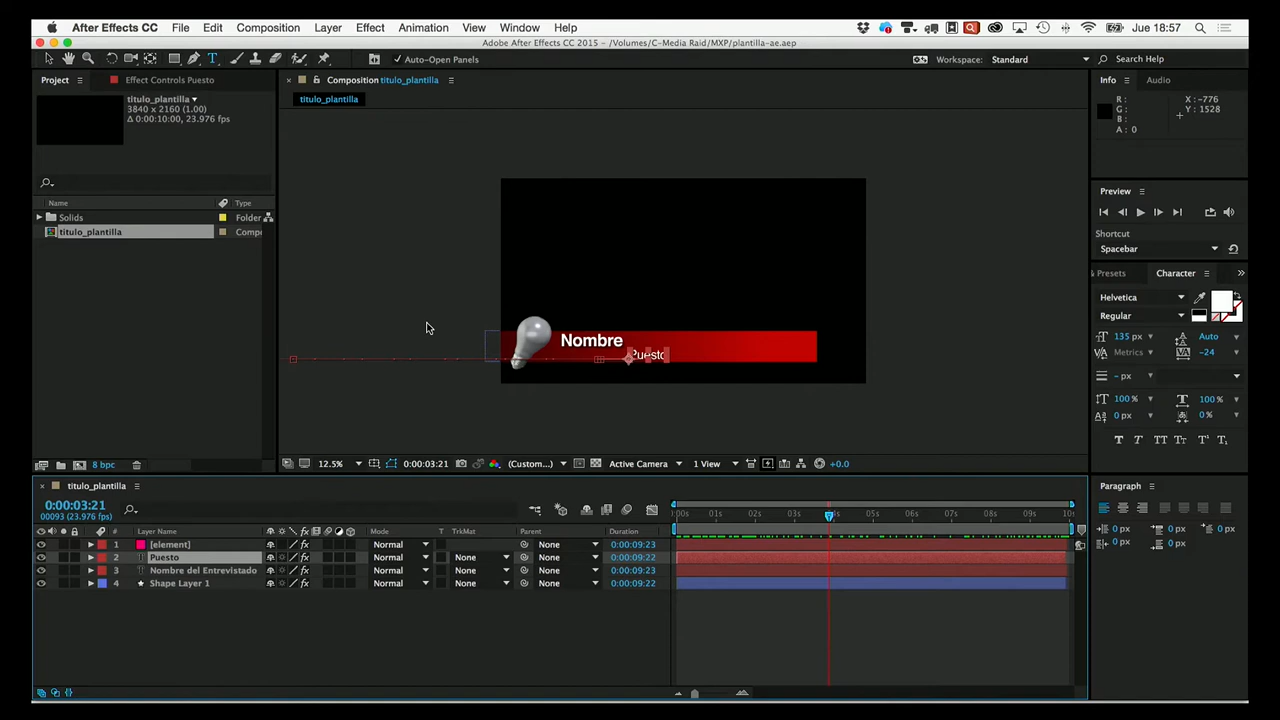 After Effects CC File Edit Composition Layer Effect Animation View Window Help Jue 18:57
Adobe After Effects CC 2015 - /Volumes/C-Media Raid/MXP/plantilla-ae.aep
Auto-Open Panels Workspace: Standard Search Help
Project Effect Controls Puesto Composition titulo_plantilla Info Audio
titulo_plantilla
3840 x 2160 (1.00)
Δ 0:00:10:00, 23.976 fps
titulo_plantilla
R : X : -776
G : Y : 1528
B :
A : 0
Name Type
Solids Folder
titulo_plantilla Compo
Preview
Shortcut
Spacebar
Presets Character
Helvetica
Regular
135 px Auto
Metrics -24
- px
100 % 100 %
0 px 0 %
T T TT Tт T¹ T₁
Nombre
Puesto
8 bpc 12.5% 0:00:03:21 (Custom...) Active Camera 1 View +0.0
titulo_plantilla
0:00:03:21
00093 (23.976 fps)
:00s 01s 02s 03s 04s 05s 06s 07s 08s 09s 10s
# Layer Name Mode T TrkMat Parent Duration
1 [element] Normal None 0:00:09:23
2 Puesto Normal None None 0:00:09:22
3 Nombre del Entrevistado Normal None None 0:00:09:23
4 Shape Layer 1 Normal None None 0:00:09:22
Paragraph
0 px 0 px 0 px
0 px 0 px